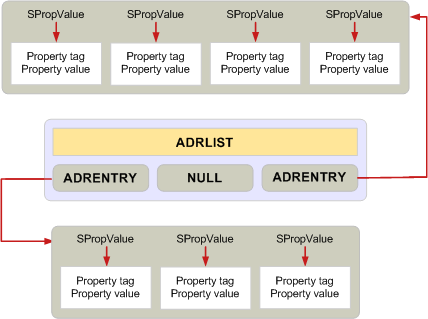 SPropValue SPropValue SPropValue SPropValue
Property tag Property tag Property tag Property tag
Property value Property value Property value Property value
ADRLIST
ADRENTRY NULL ADRENTRY
SPropValue SPropValue SPropValue
Property tag Property tag Property tag
Property value Property value Property value